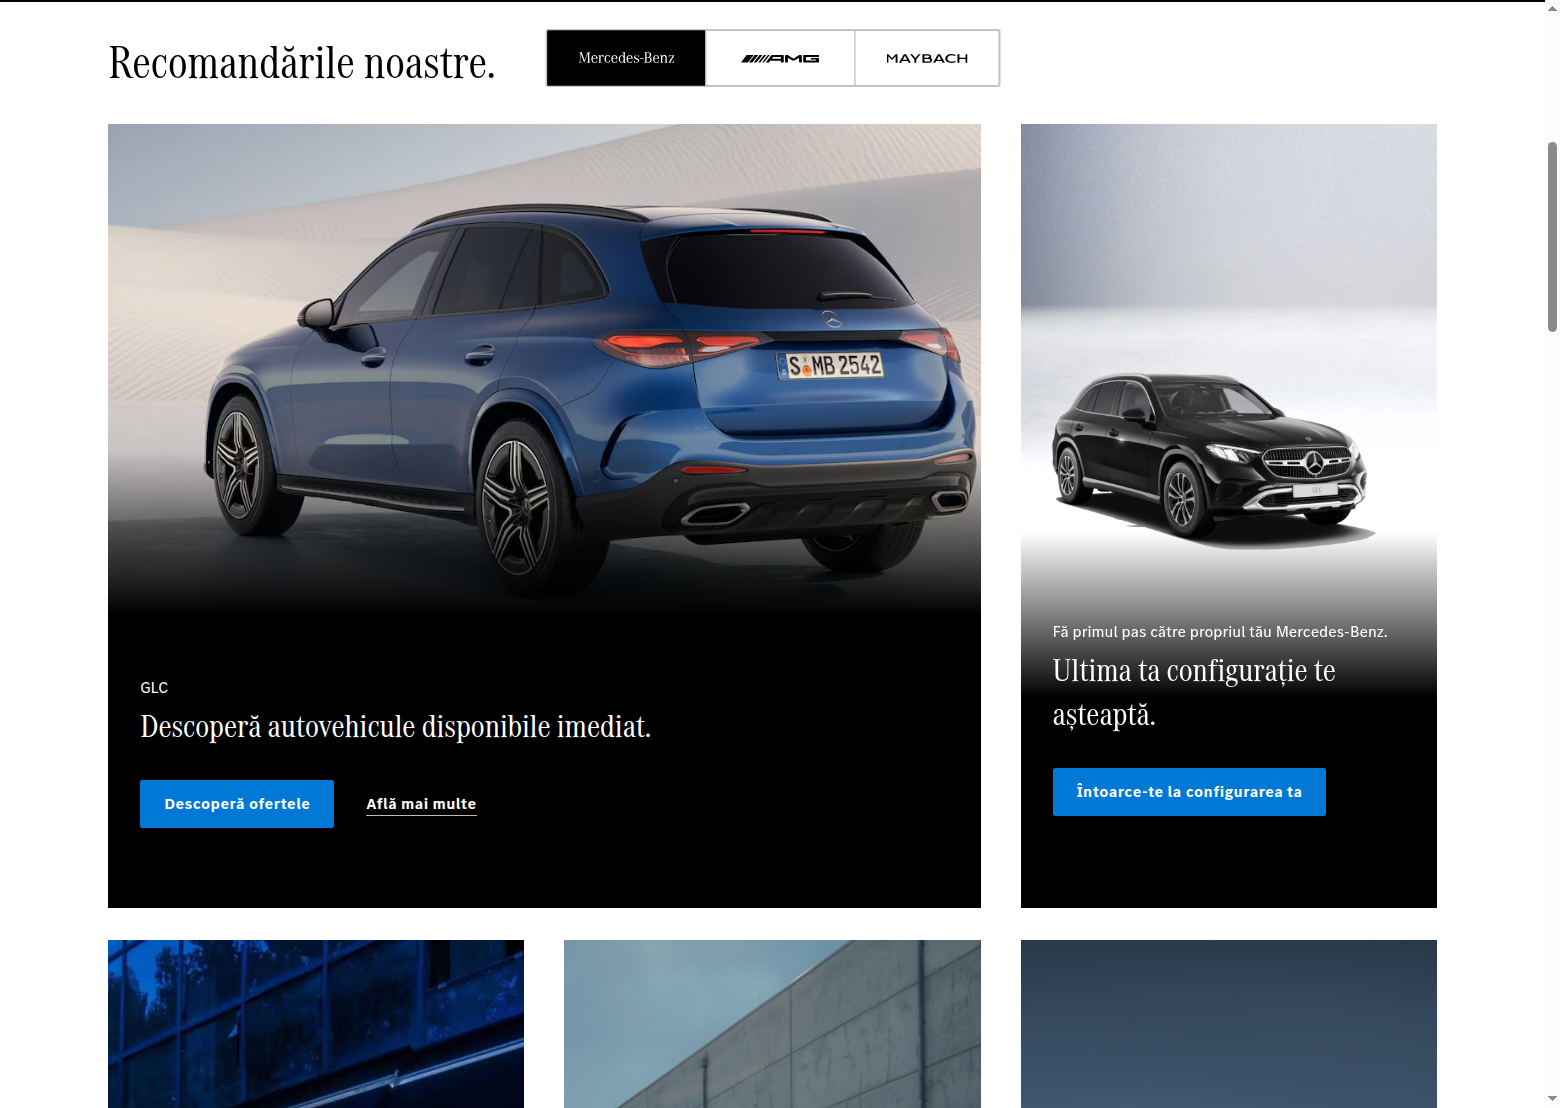 Recomandările noastre.
Mercedes-Benz
AMG
MAYBACH
S MB 2542
GLC
GLC
Descoperă autovehicule disponibile imediat.
Descoperă ofertele
Află mai multe
Fă primul pas către propriul tău Mercedes-Benz.
Ultima ta configurație te
așteaptă.
Întoarce-te la configurarea ta